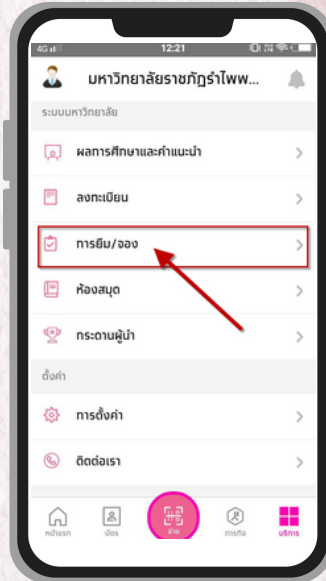 4G 12:21
มหาวิทยาลัยราชภัฏรำไพพ...
ระบบมหาวิทยาลัย
ผลการศึกษาและคำแนะนำ
ลงทะเบียน
การยืม/จอง
ห้องสมุด
กระดานผู้นำ
ตั้งค่า
การตั้งค่า
ติดต่อเรา
หน้าแรก บัตร อ่าน ภารกิจ บริการ